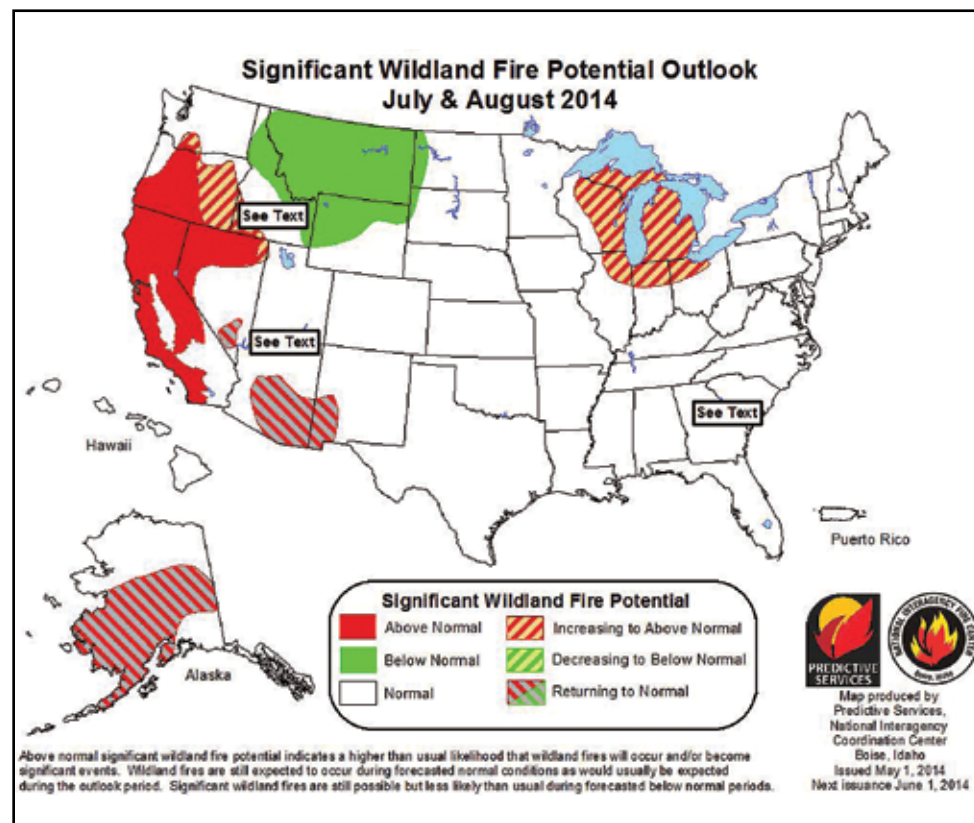 Significant Wildland Fire Potential Outlook
July & August 2014
See Text
See Text
See Text
Hawaii
Puerto Rico
Alaska
Significant Wildland Fire Potential
Above Normal
Increasing to Above Normal
Below Normal
Decreasing to Below Normal
Normal
Returning to Normal
PREDICTIVE
SERVICES
NATIONAL INTERAGENCY FIRE CENTER
BOISE, IDAHO
Map produced by
Predictive Services,
National Interagency
Coordination Center
Boise, Idaho
Issued May 1, 2014
Next issuance June 1, 2014
Above normal significant wildland fire potential indicates a higher than usual likelihood that wildland fires will occur and/or become
significant events. Wildland fires are still expected to occur during forecasted normal conditions as would usually be expected
during the outlook period. Significant wildland fires are still possible but less likely than usual during forecasted below normal periods.